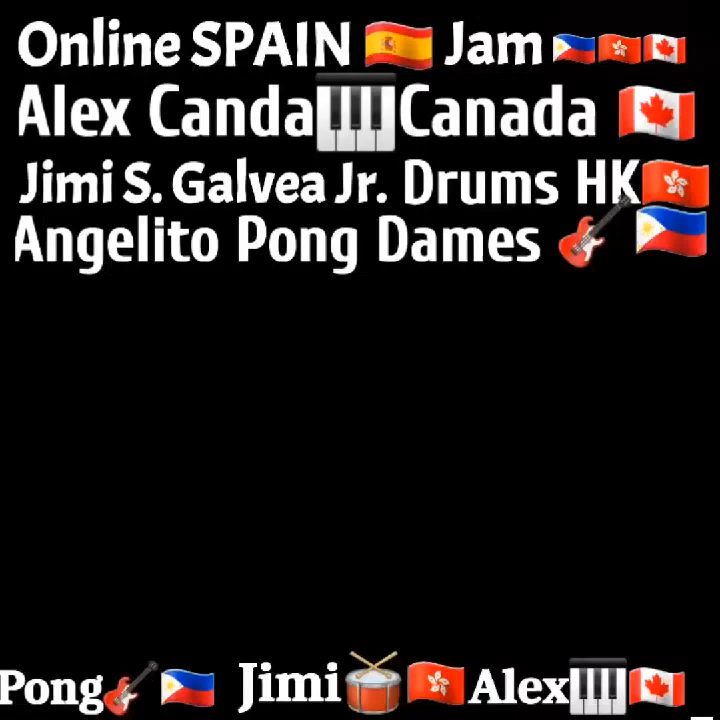 Online SPAIN 🇪🇸 Jam 🇵🇭🇭🇰🇨🇦
Alex Canda🎹Canada 🇨🇦
Jimi S. Galvea Jr. Drums HK🇭🇰
Angelito Pong Dames 🎸🇵🇭
Pong🎸🇵🇭 Jimi🥁🇭🇰Alex🎹🇨🇦